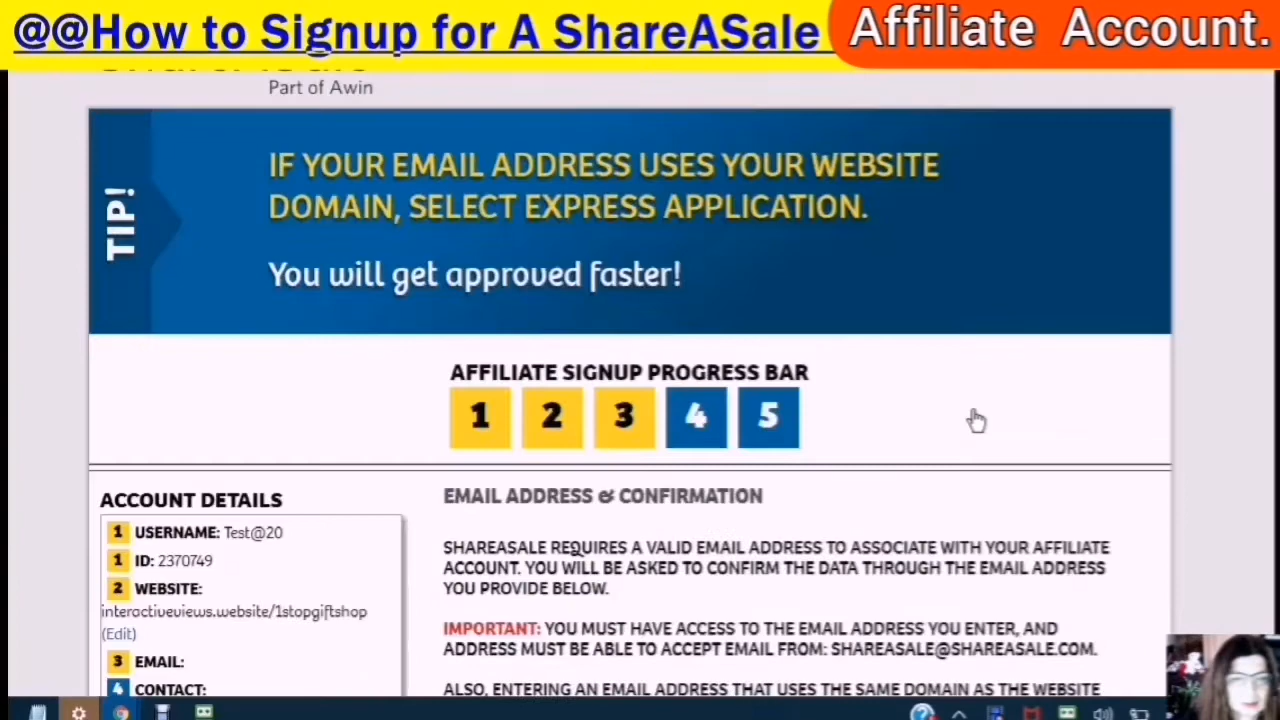 @@How to Signup for A ShareASale
Affiliate Account.
Part of Awin
TIP!
IF YOUR EMAIL ADDRESS USES YOUR WEBSITE
DOMAIN, SELECT EXPRESS APPLICATION.
You will get approved faster!
AFFILIATE SIGNUP PROGRESS BAR
1 2 3 4 5
ACCOUNT DETAILS
1 USERNAME: Test@20
1 ID: 2370749
2 WEBSITE:
interactiveviews.website/1stopgiftshop
(Edit)
3 EMAIL:
4 CONTACT:
EMAIL ADDRESS & CONFIRMATION
SHAREASALE REQUIRES A VALID EMAIL ADDRESS TO ASSOCIATE WITH YOUR AFFILIATE
ACCOUNT. YOU WILL BE ASKED TO CONFIRM THE DATA THROUGH THE EMAIL ADDRESS
YOU PROVIDE BELOW.
IMPORTANT: YOU MUST HAVE ACCESS TO THE EMAIL ADDRESS YOU ENTER, AND
ADDRESS MUST BE ABLE TO ACCEPT EMAIL FROM: SHAREASALE@SHAREASALE.COM.
ALSO, ENTERING AN EMAIL ADDRESS THAT USES THE SAME DOMAIN AS THE WEBSITE